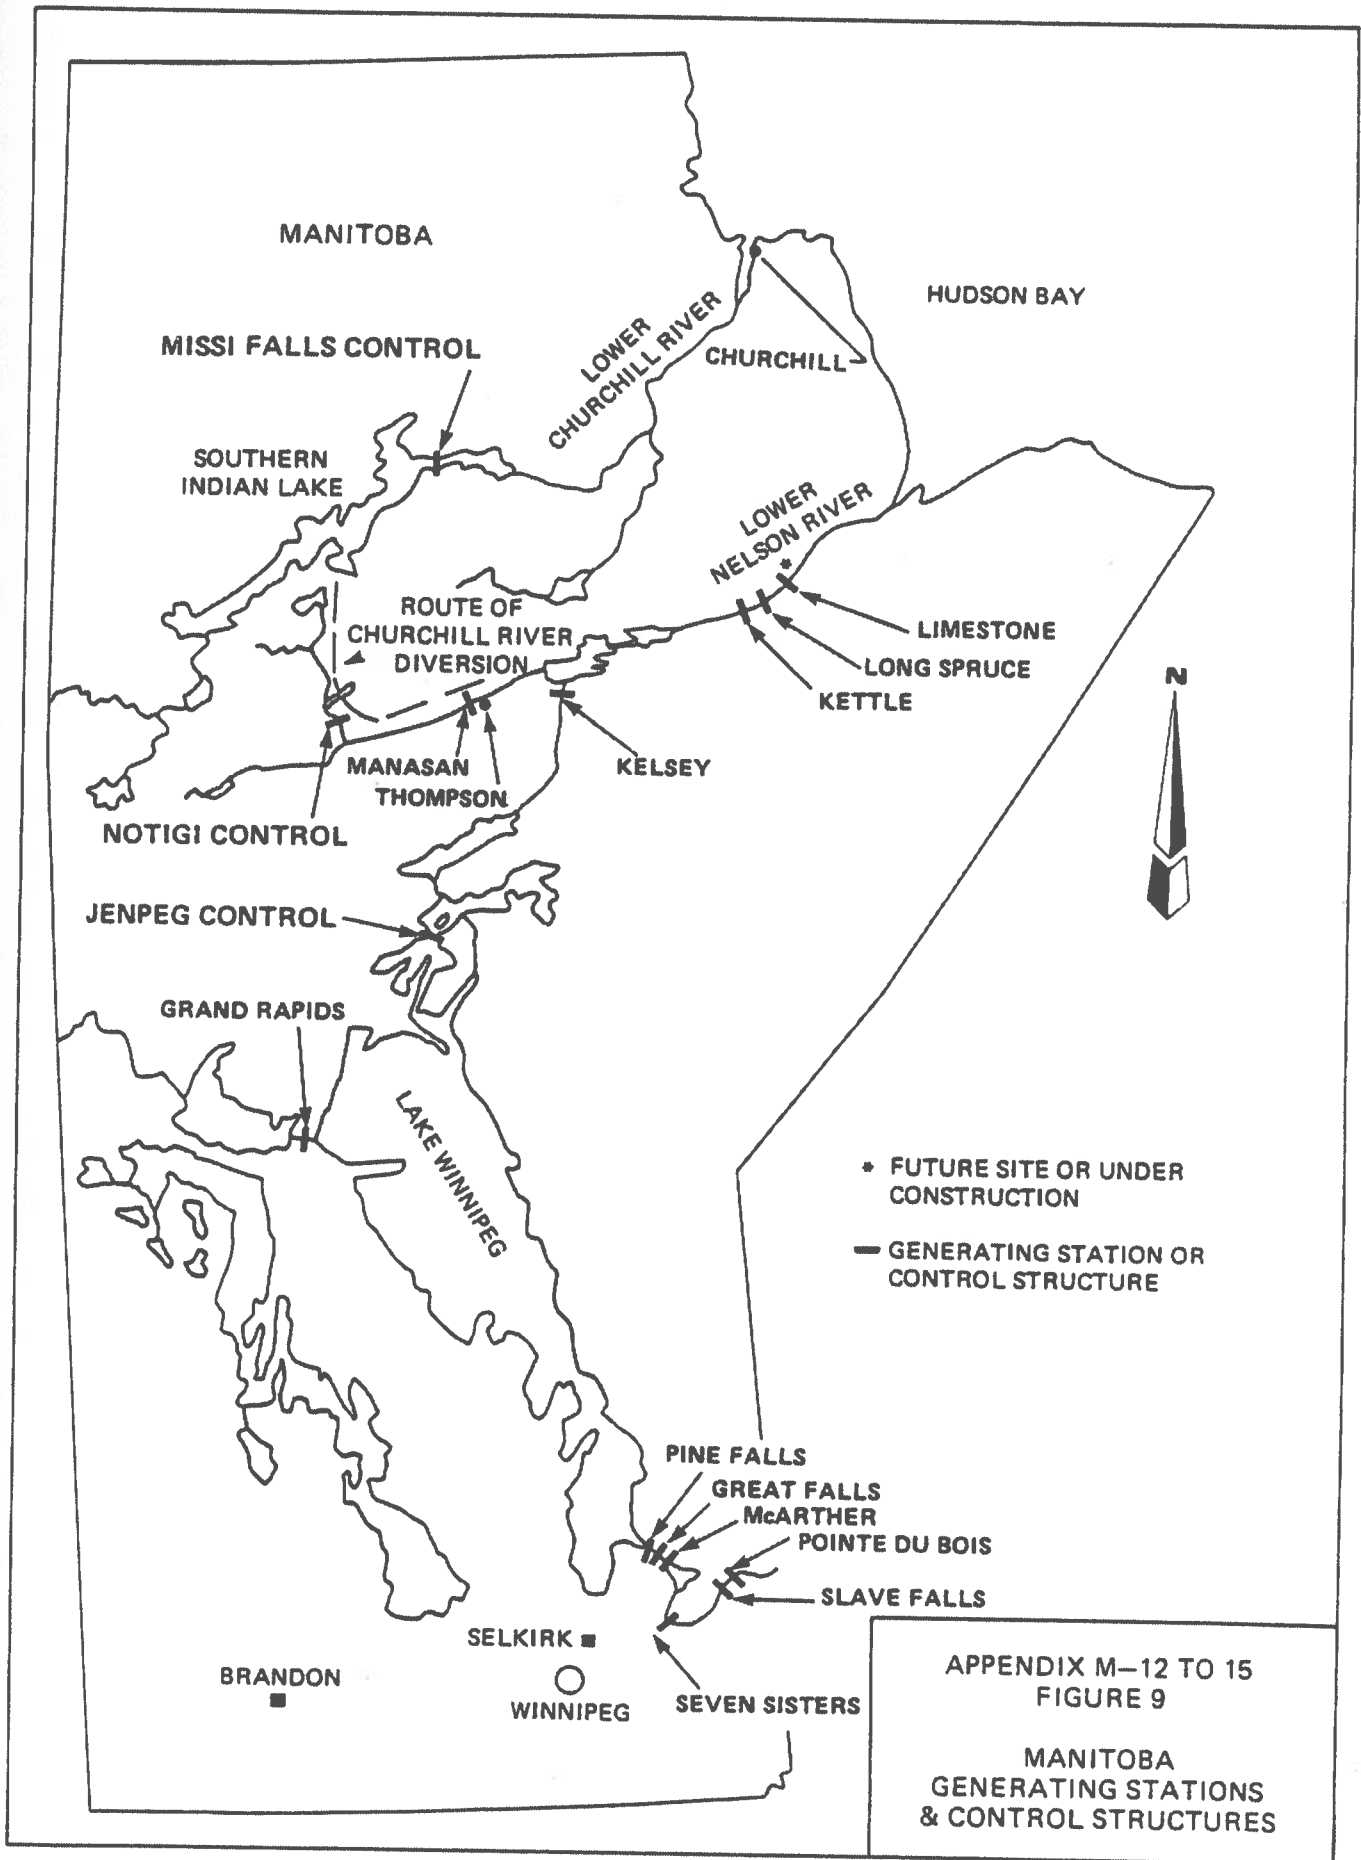 MANITOBA
HUDSON BAY
MISSI FALLS CONTROL
LOWER
CHURCHILL RIVER
CHURCHILL
SOUTHERN
INDIAN LAKE
LOWER
NELSON RIVER
*
ROUTE OF
CHURCHILL RIVER
DIVERSION
LIMESTONE
LONG SPRUCE
KETTLE
N
MANASAN
THOMPSON
KELSEY
NOTIGI CONTROL
JENPEG CONTROL
GRAND RAPIDS
LAKE WINNIPEG
* FUTURE SITE OR UNDER
CONSTRUCTION
GENERATING STATION OR
CONTROL STRUCTURE
PINE FALLS
GREAT FALLS
McARTHER
POINTE DU BOIS
SLAVE FALLS
SELKIRK
BRANDON
WINNIPEG
SEVEN SISTERS
APPENDIX M–12 TO 15
FIGURE 9
MANITOBA
GENERATING STATIONS
& CONTROL STRUCTURES